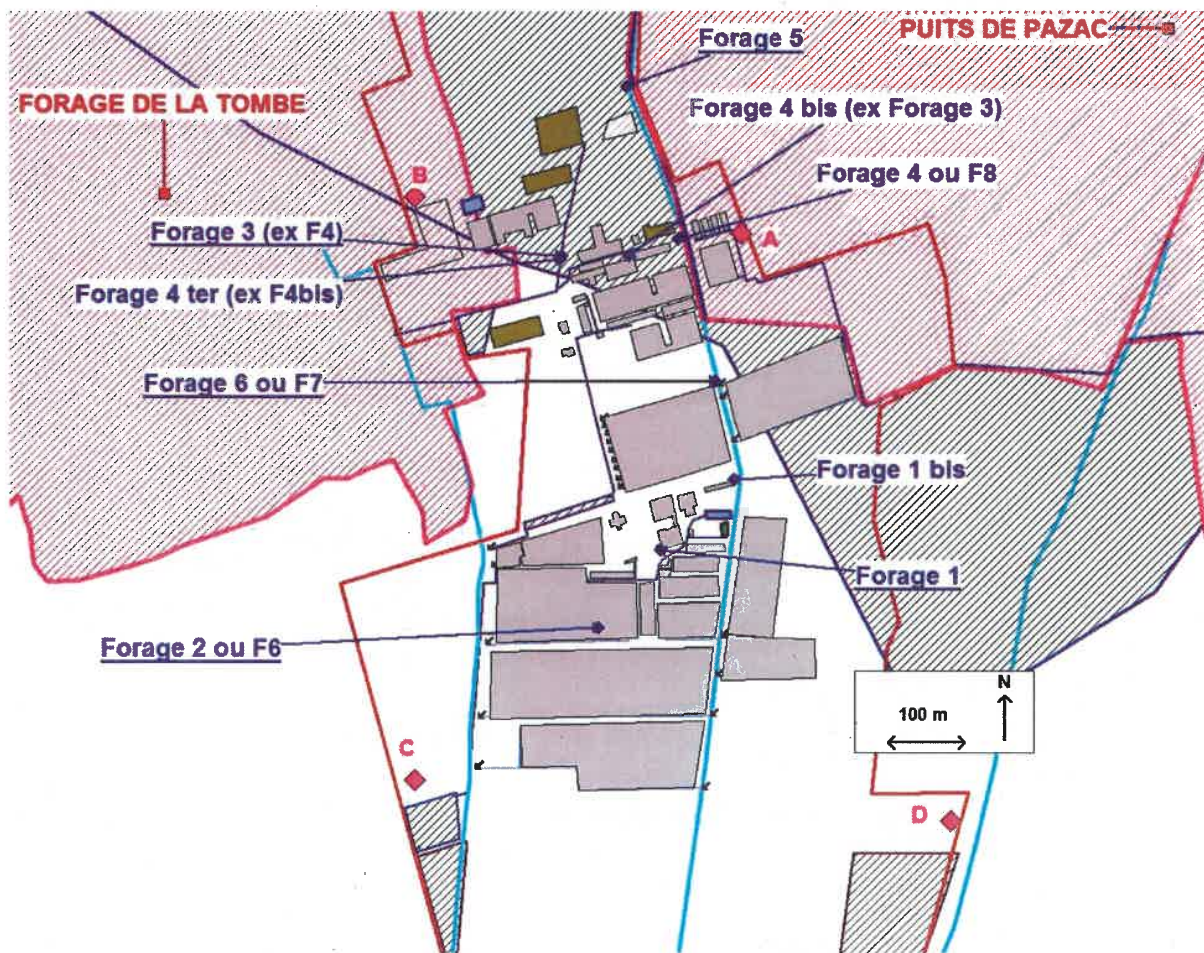 PUITS DE PAZAC
Forage 5
FORAGE DE LA TOMBE
Forage 4 bis (ex Forage 3)
B
Forage 4 ou F8
Forage 3 (ex F4)
A
Forage 4 ter (ex F4bis)
Forage 6 ou F7
Forage 1 bis
Forage 1
Forage 2 ou F6
N
100 m
C
D